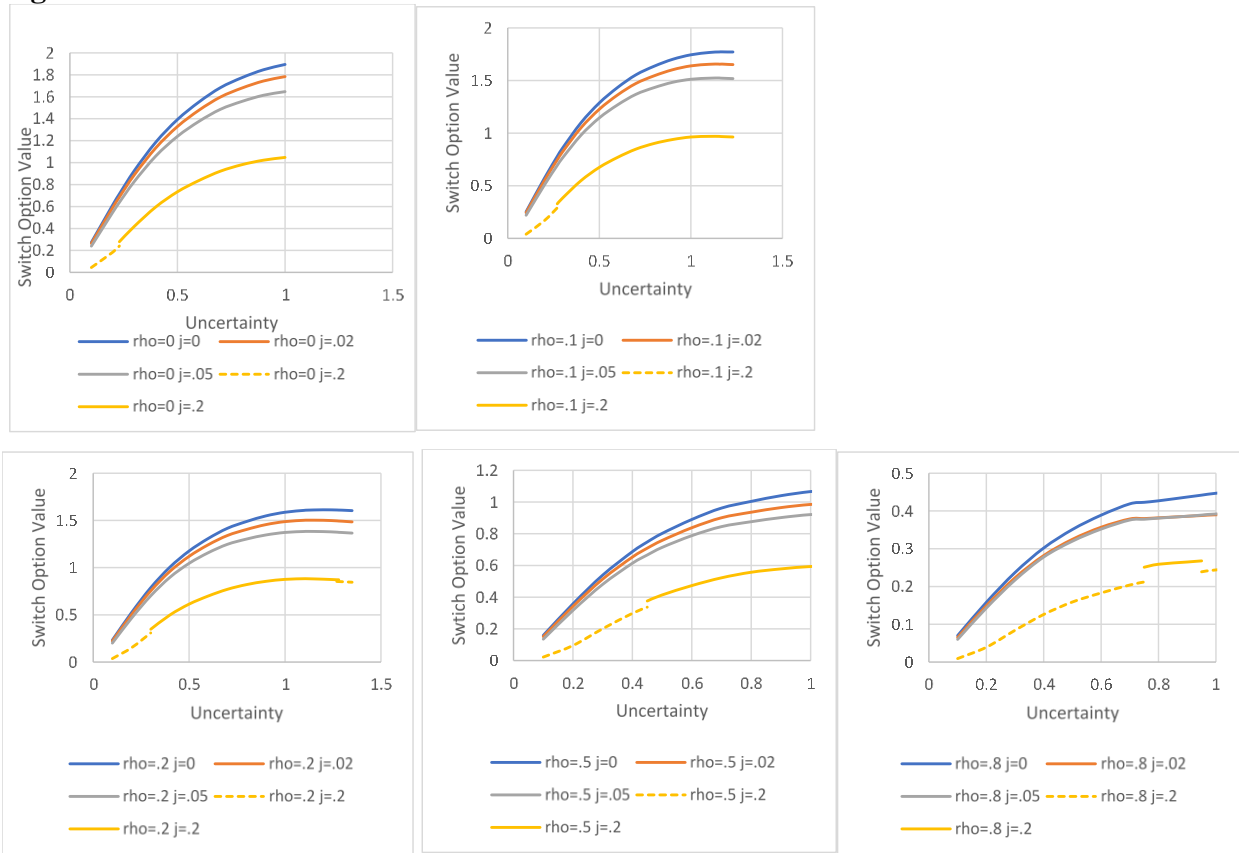 2
1.8
1.6
1.4
1.2
1
0.8
0.6
0.4
0.2
0
Switch Option Value
0 0.5 1 1.5
Uncertainty
rho=0 j=0 rho=0 j=.02
rho=0 j=.05 rho=0 j=.2
rho=0 j=.2
2
1.5
1
0.5
0
Switch Option Value
0 0.5 1 1.5
Uncertainty
rho=.1 j=0 rho=.1 j=.02
rho=.1 j=.05 rho=.1 j=.2
rho=.1 j=.2
2
1.5
1
0.5
0
Switch Option Value
0 0.5 1 1.5
Uncertainty
rho=.2 j=0 rho=.2 j=.02
rho=.2 j=.05 rho=.2 j=.2
rho=.2 j=.2
1.2
1
0.8
0.6
0.4
0.2
0
Swtich Option Value
0 0.2 0.4 0.6 0.8 1
Uncertainty
rho=.5 j=0 rho=.5 j=.02
rho=.5 j=.05 rho=.5 j=.2
rho=.5 j=.2
0.5
0.4
0.3
0.2
0.1
0
Switch Option Value
0 0.2 0.4 0.6 0.8 1
Uncertainty
rho=.8 j=0 rho=.8 j=.02
rho=.8 j=.05 rho=.8 j=.2
rho=.8 j=.2